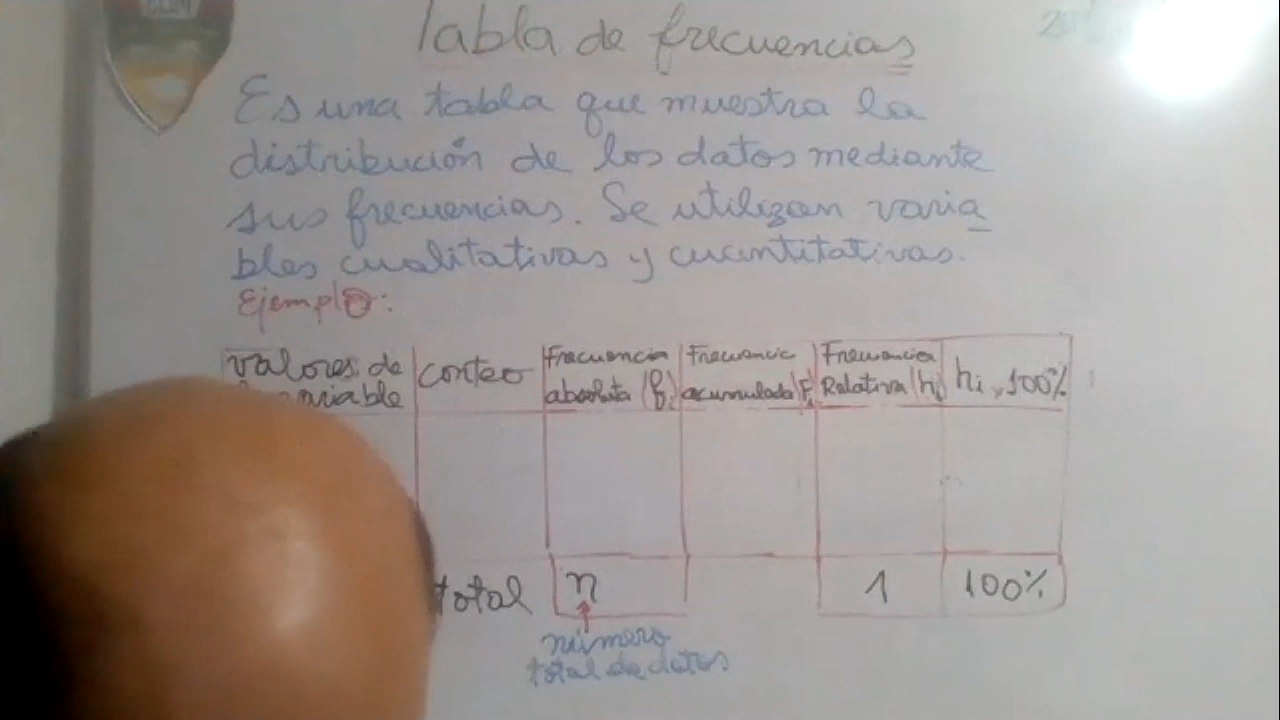 Tabla de frecuencias
Es una tabla que muestra la
distribución de los datos mediante
sus frecuencias. Se utilizan varia
bles cualitativas y cuantitativas.
Ejemplo:
Valores de
variable
conteo
Frecuencia
absoluta (fi
Frecuencia
acumulada (Fi
Frecuencia
Relativa (hi
hi × 100%
total
n
1
100%
número
total de datos